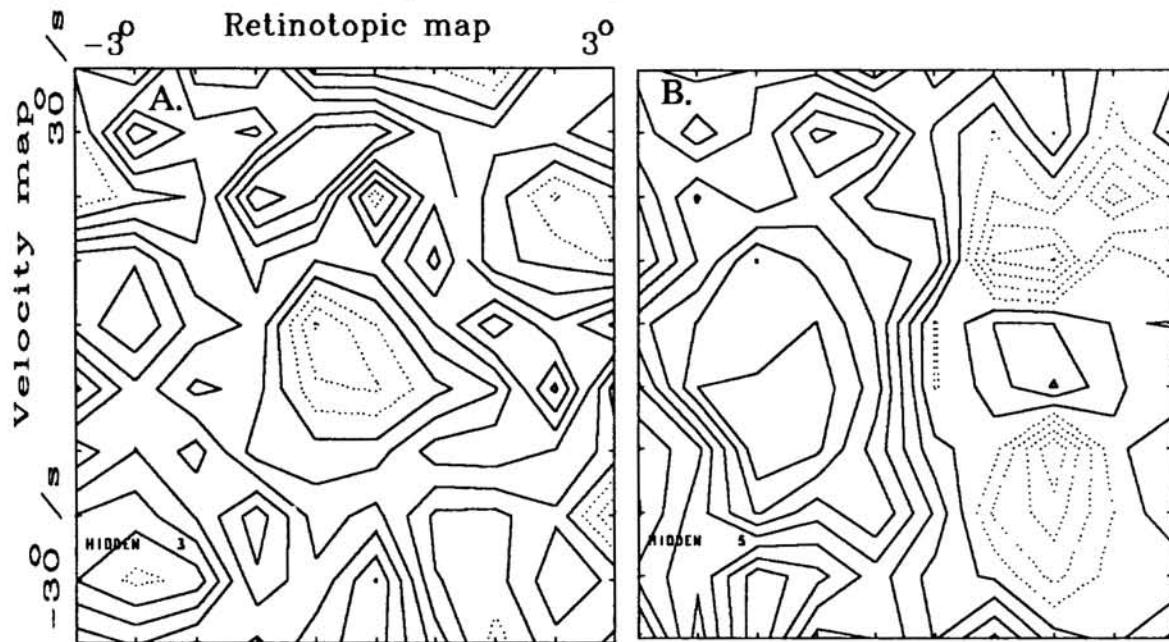 Retinotopic map
−3° 3°
Velocity map
30°/s
−30°/s
A.
B.
HIDDEN 3
HIDDEN 5